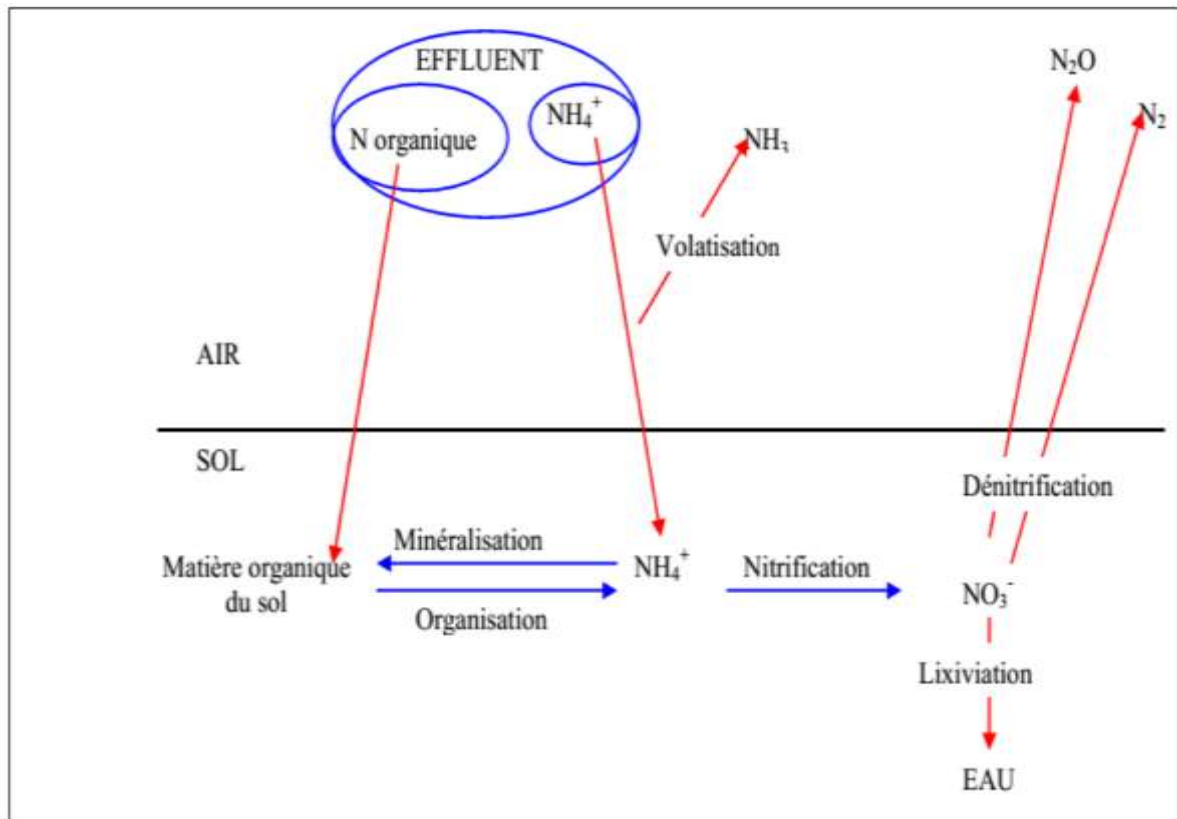 EFFLUENT
N organique
NH₄⁺
NH₃
N₂O
N₂
Volatisation
AIR
SOL
Dénitrification
Minéralisation
Matière organique
du sol
NH₄⁺
Nitrification
NO₃⁻
Organisation
Lixiviation
EAU